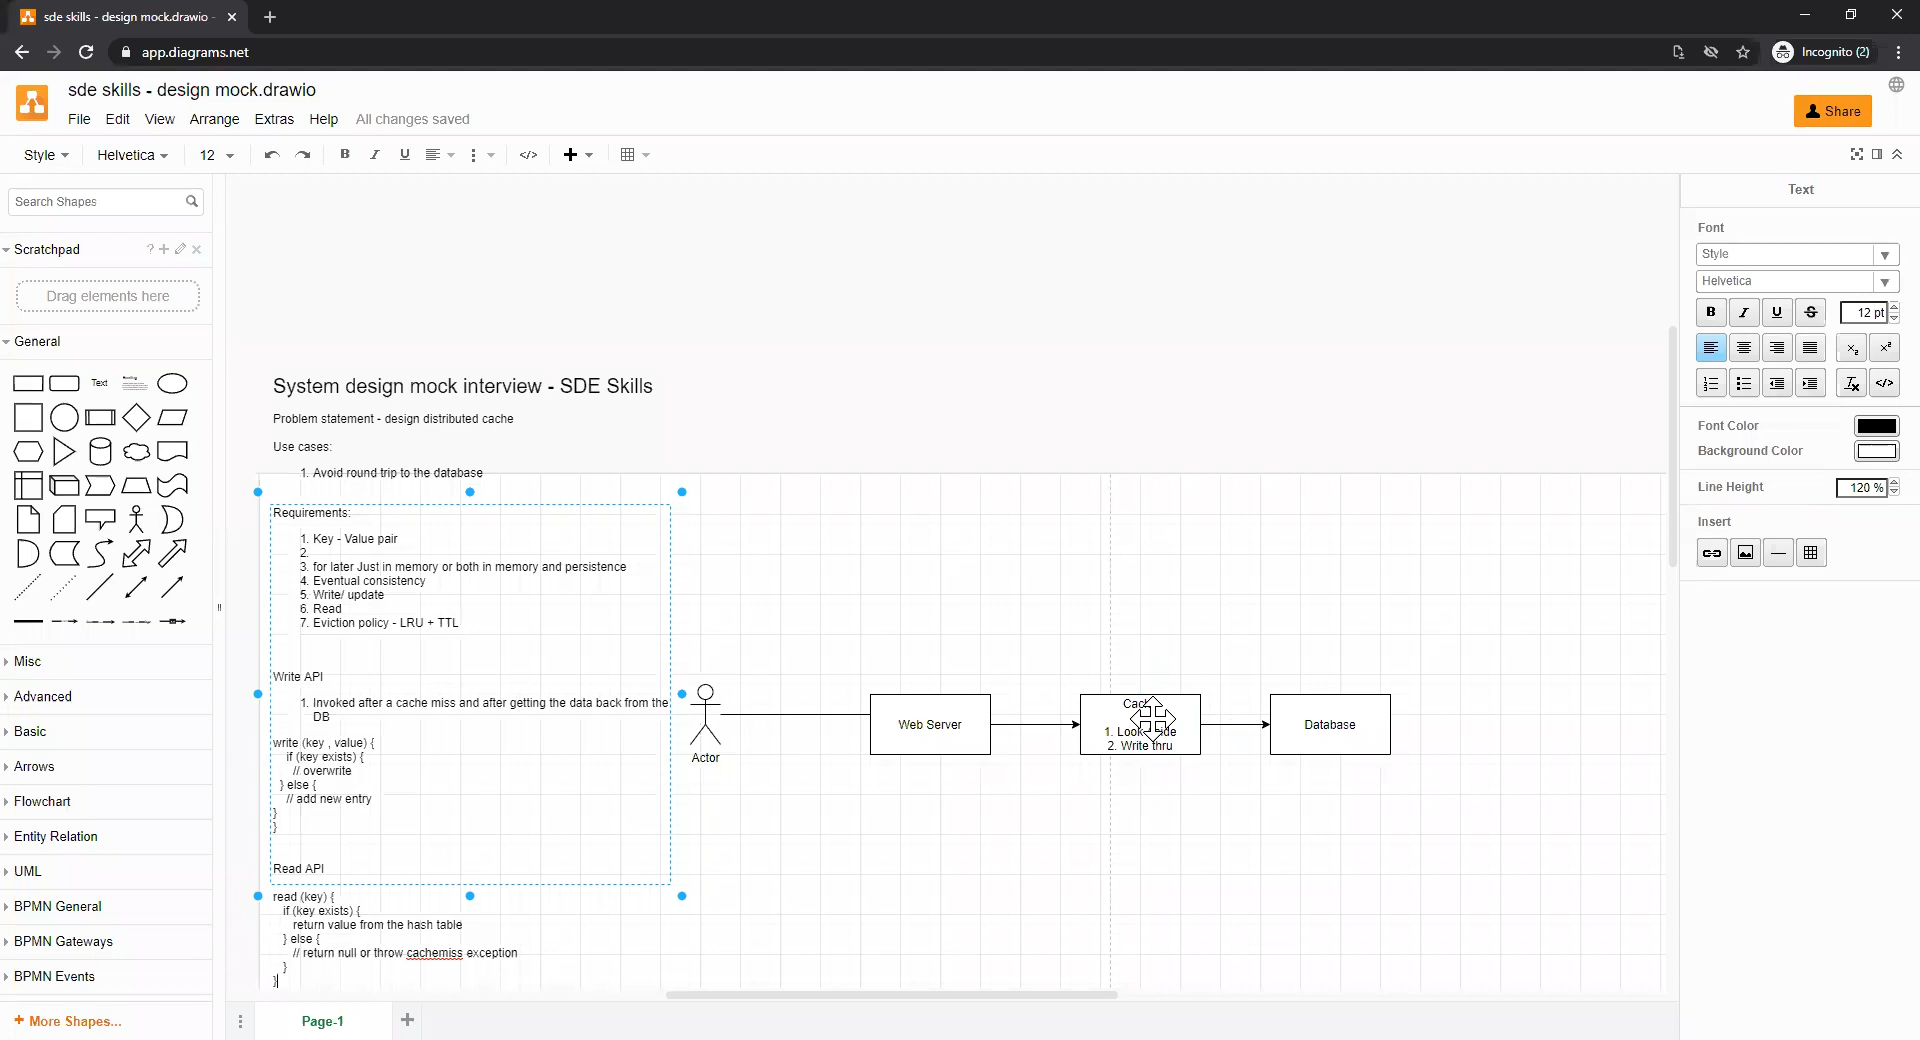 sde skills - design mock.drawio -
app.diagrams.net
Incognito (2)
sde skills - design mock.drawio
File Edit View Arrange Extras Help All changes saved
Share
Style Helvetica 12 B I U
Search Shapes
Scratchpad
Drag elements here
General
Text
Misc
Advanced
Basic
Arrows
Flowchart
Entity Relation
UML
BPMN General
BPMN Gateways
BPMN Events
+ More Shapes...
System design mock interview - SDE Skills
Problem statement - design distributed cache
Use cases:
1. Avoid round trip to the database
Requirements:
1. Key - Value pair
2.
3. for later Just in memory or both in memory and persistence
4. Eventual consistency
5. Write/ update
6. Read
7. Eviction policy - LRU + TTL
Write API
1. Invoked after a cache miss and after getting the data back from the
DB
write (key , value) {
if (key exists) {
// overwrite
} else {
// add new entry
}
}
Read API
read (key) {
if (key exists) {
return value from the hash table
} else {
// return null or throw cachemiss exception
}
}
Actor
Web Server
1.
2. Write thru
Database
Page-1
Text
Font
Style
Helvetica
B I U S 12 pt
Font Color
Background Color
Line Height 120 %
Insert